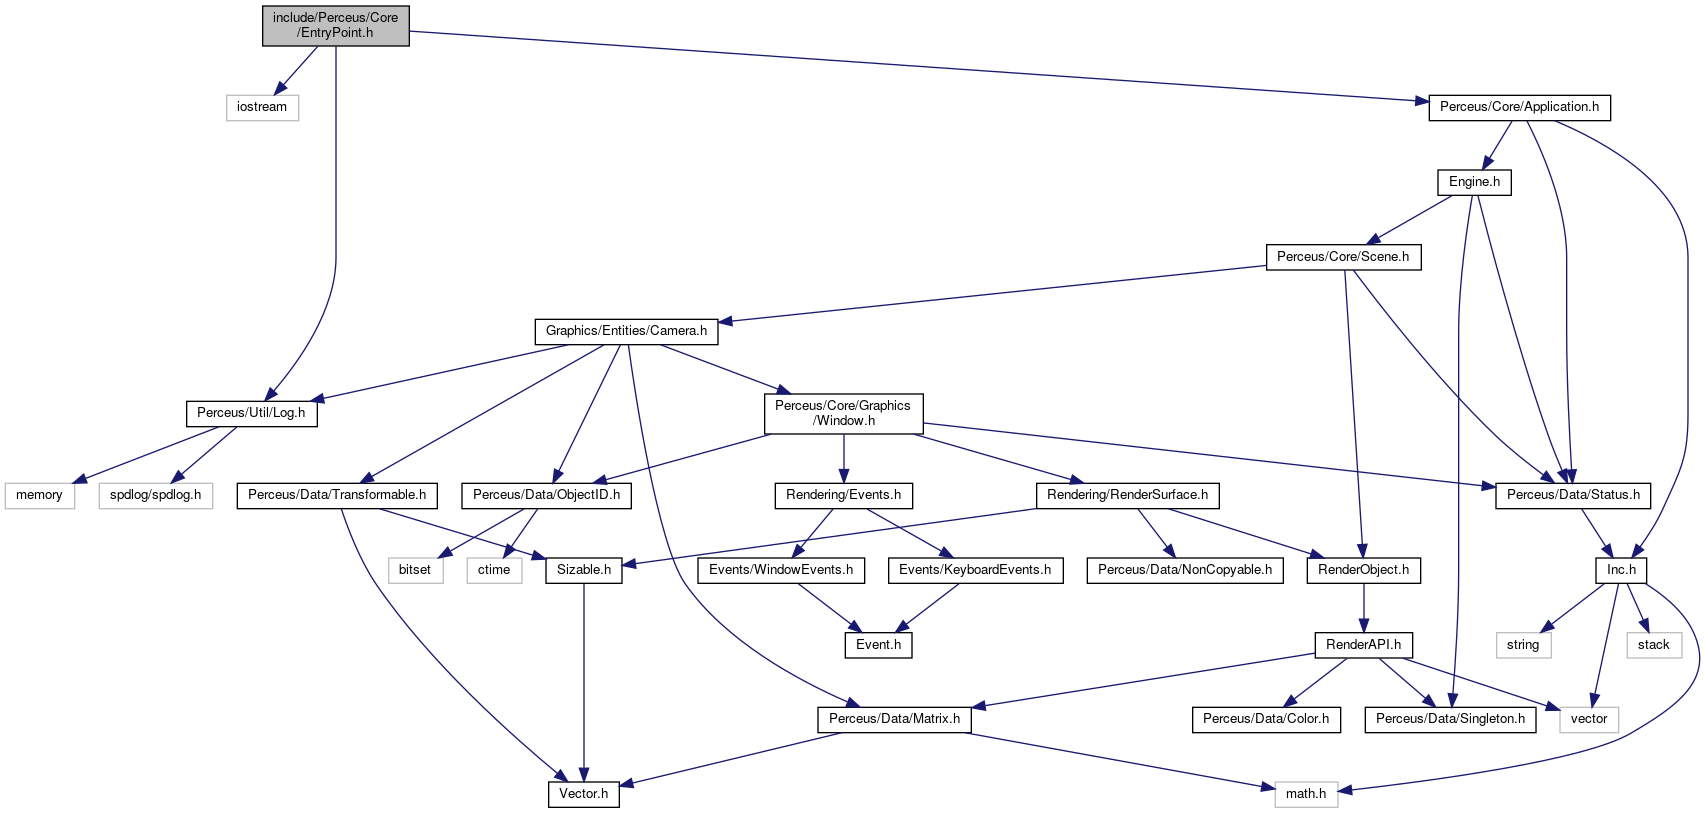 include/Perceus/Core
/EntryPoint.h
iostream
Perceus/Core/Application.h
Engine.h
Perceus/Core/Scene.h
Graphics/Entities/Camera.h
Perceus/Util/Log.h
Perceus/Core/Graphics
/Window.h
memory
spdlog/spdlog.h
Perceus/Data/Transformable.h
Perceus/Data/ObjectID.h
Rendering/Events.h
Rendering/RenderSurface.h
Perceus/Data/Status.h
bitset
ctime
Sizable.h
Events/WindowEvents.h
Events/KeyboardEvents.h
Perceus/Data/NonCopyable.h
RenderObject.h
Inc.h
Event.h
RenderAPI.h
string
stack
Perceus/Data/Matrix.h
Perceus/Data/Color.h
Perceus/Data/Singleton.h
vector
Vector.h
math.h